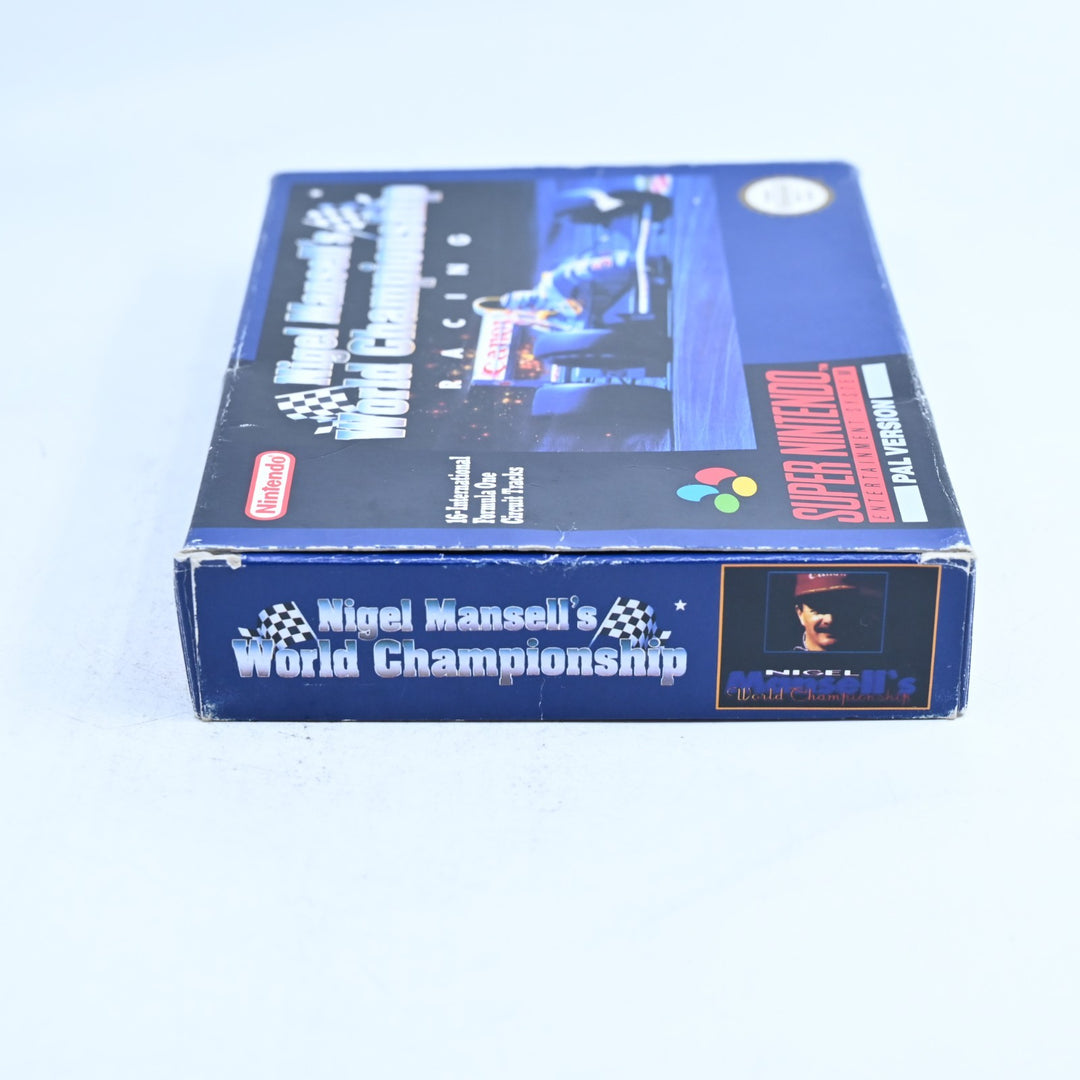 Nigel Mansell's
World Championship
RACING
Canon
Nintendo
16 International
Formula One
Circuit Tracks
SUPER NINTENDO
ENTERTAINMENT SYSTEM
PAL VERSION
Nigel Mansell's
World Championship
NIGEL
Mansell's
World Championship